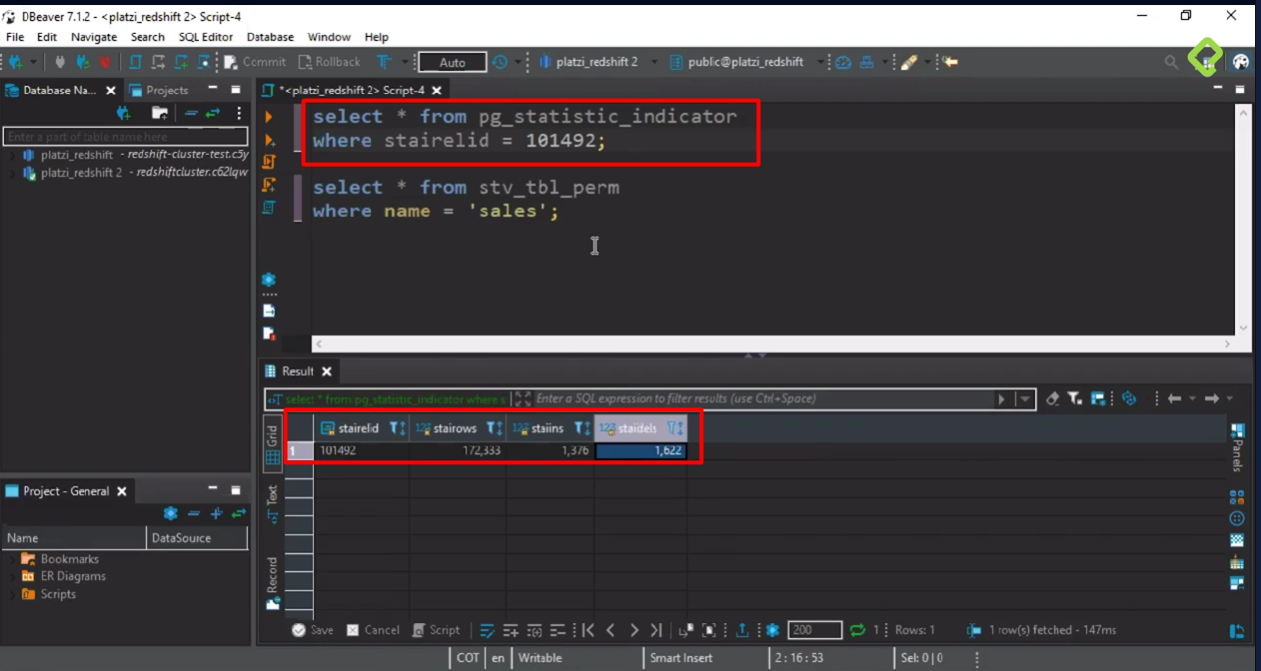 DBeaver 7.1.2 - <platzi_redshift 2> Script-4
File Edit Navigate Search SQL Editor Database Window Help
Commit Rollback Auto platzi_redshift 2 public@platzi_redshift
Database Na... Projects
*<platzi_redshift 2> Script-4
Enter a part of table name here
platzi_redshift - redshift-cluster-test.c5y
platzi_redshift 2 - redshiftcluster.c62lqw
select * from pg_statistic_indicator
where stairelid = 101492;
select * from stv_tbl_perm
where name = 'sales';
Result
select * from pg_statistic_indicator where s Enter a SQL expression to filter results (use Ctrl+Space)
Grid
Text
Record
stairelid 123 stairows 123 staiins 123 staidels
1 101492 172,333 1,376 1,622
Panels
Project - General
Name DataSource
Bookmarks
ER Diagrams
Scripts
Save Cancel Script 200 1 Rows: 1 1 row(s) fetched - 147ms
COT en Writable Smart Insert 2 : 16 : 53 Sel: 0 | 0